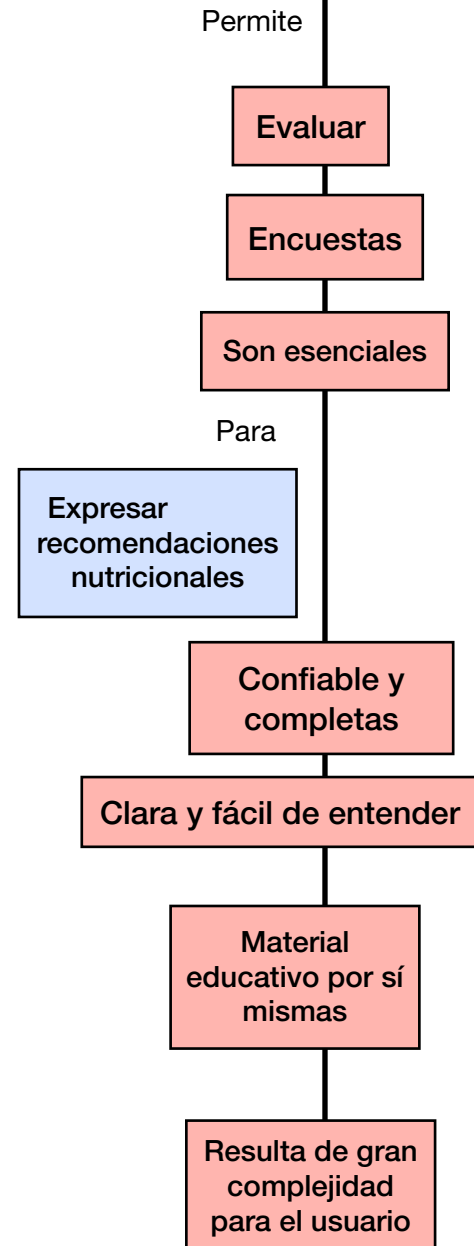 Permite
Evaluar
Encuestas
Son esenciales
Para
Expresar
recomendaciones
nutricionales
Confiable y
completas
Clara y fácil de entender
Material
educativo por sí
mismas
Resulta de gran
complejidad
para el usuario